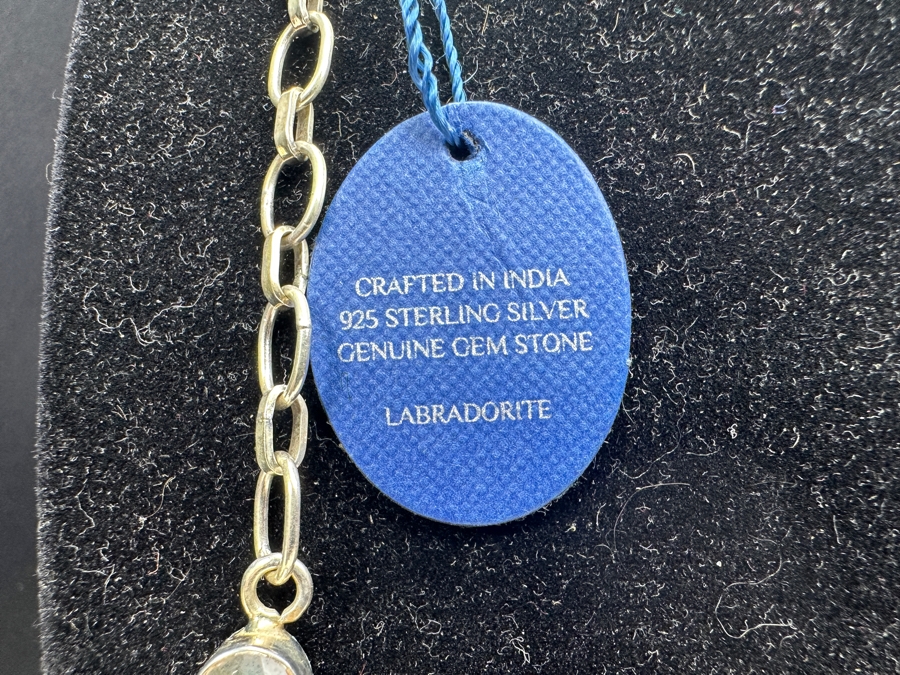 CRAFTED IN INDIA
925 STERLING SILVER
GENUINE GEM STONE
LABRADORITE